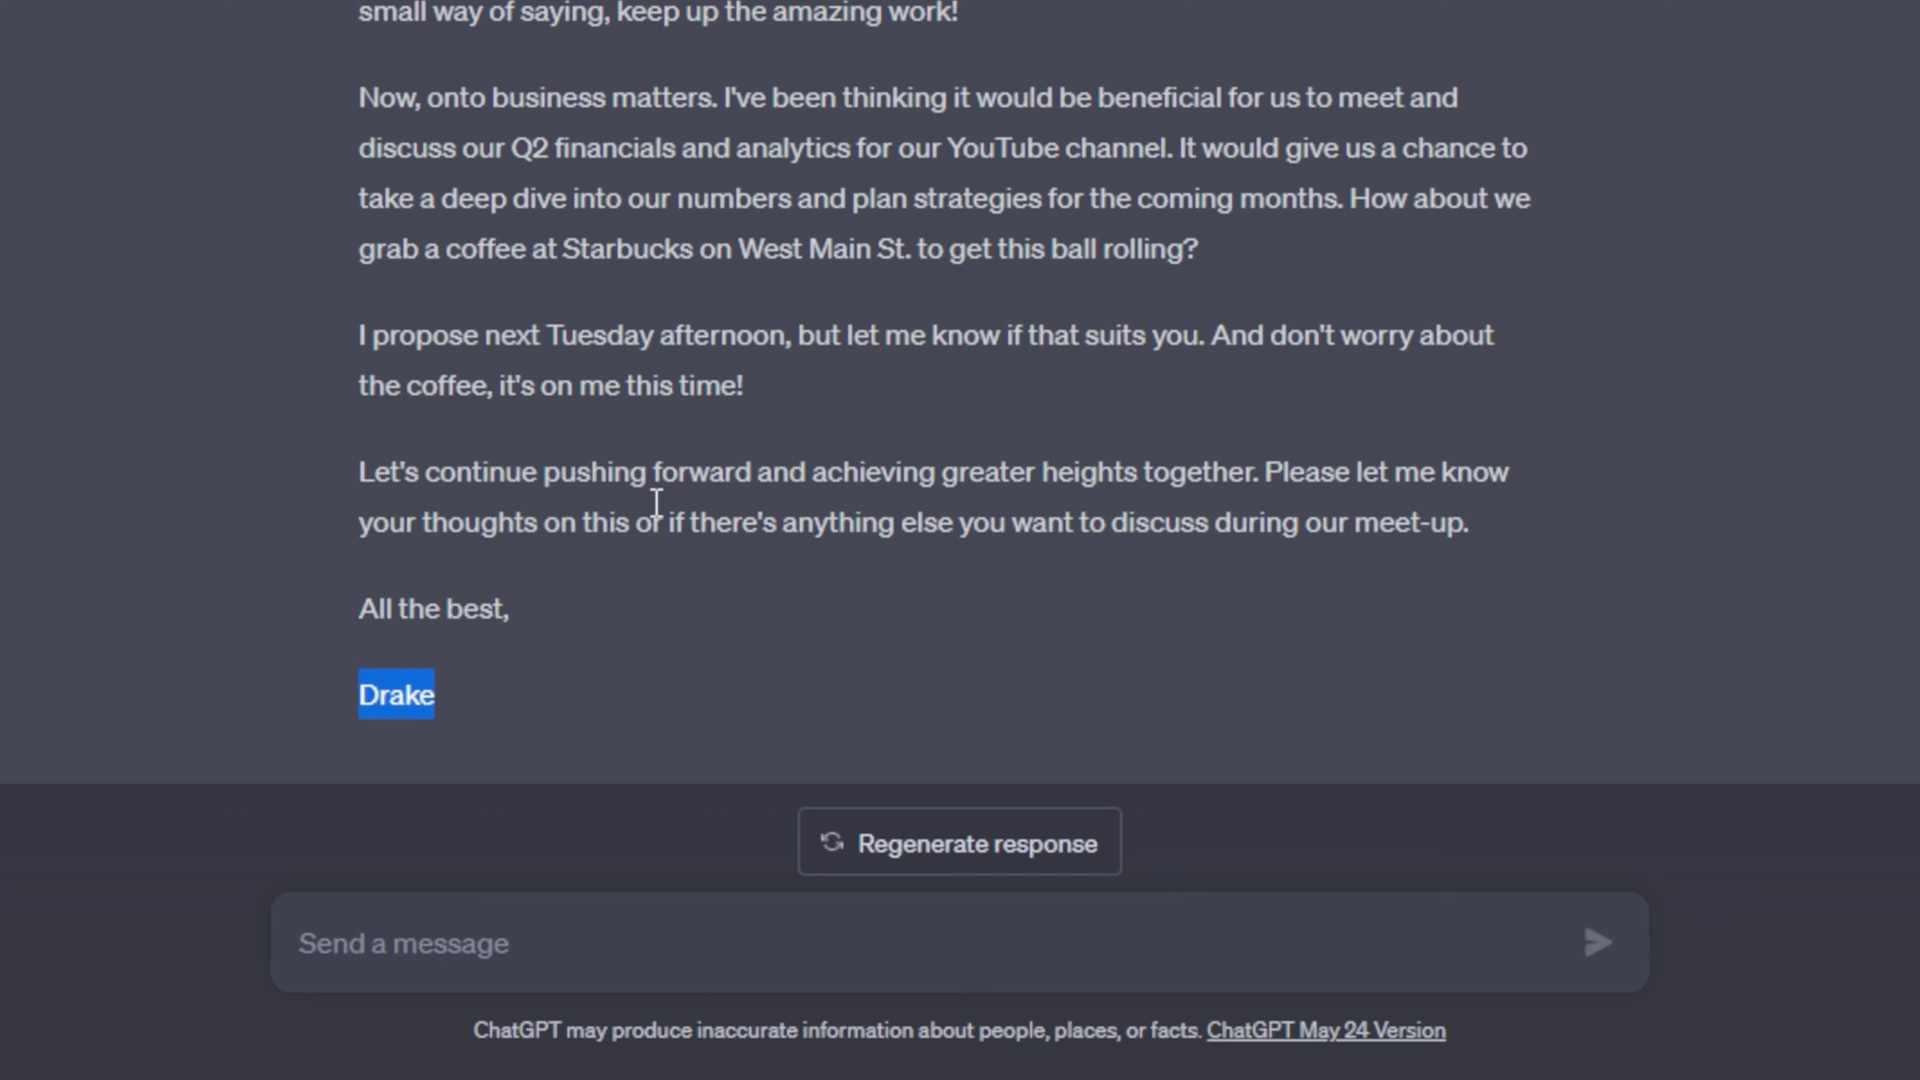 small way of saying, keep up the amazing work!
Now, onto business matters. I've been thinking it would be beneficial for us to meet and
discuss our Q2 financials and analytics for our YouTube channel. It would give us a chance to
take a deep dive into our numbers and plan strategies for the coming months. How about we
grab a coffee at Starbucks on West Main St. to get this ball rolling?
I propose next Tuesday afternoon, but let me know if that suits you. And don't worry about
the coffee, it's on me this time!
Let's continue pushing forward and achieving greater heights together. Please let me know
your thoughts on this or if there's anything else you want to discuss during our meet-up.
All the best,
Drake
Regenerate response
Send a message
ChatGPT may produce inaccurate information about people, places, or facts. ChatGPT May 24 Version